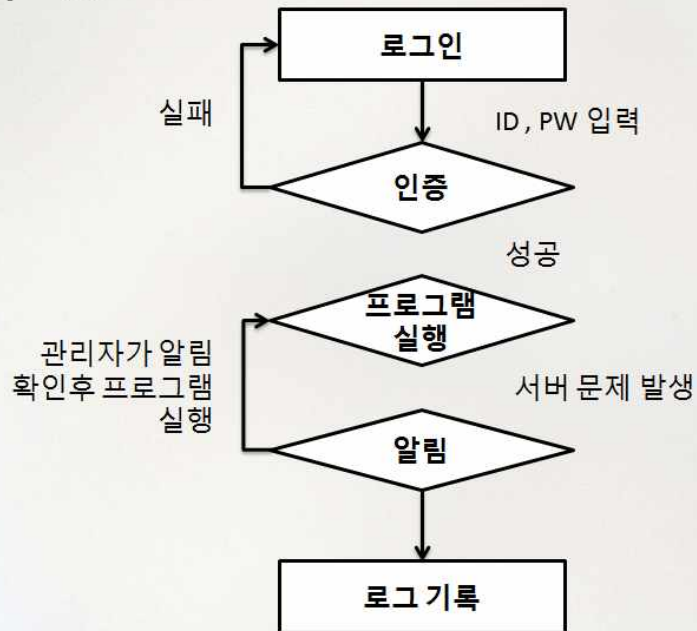 로그인
실패
ID , PW 입력
인증
성공
프로그램
실행
관리자가 알림
확인후 프로그램
실행
서버 문제 발생
알림
로그 기록